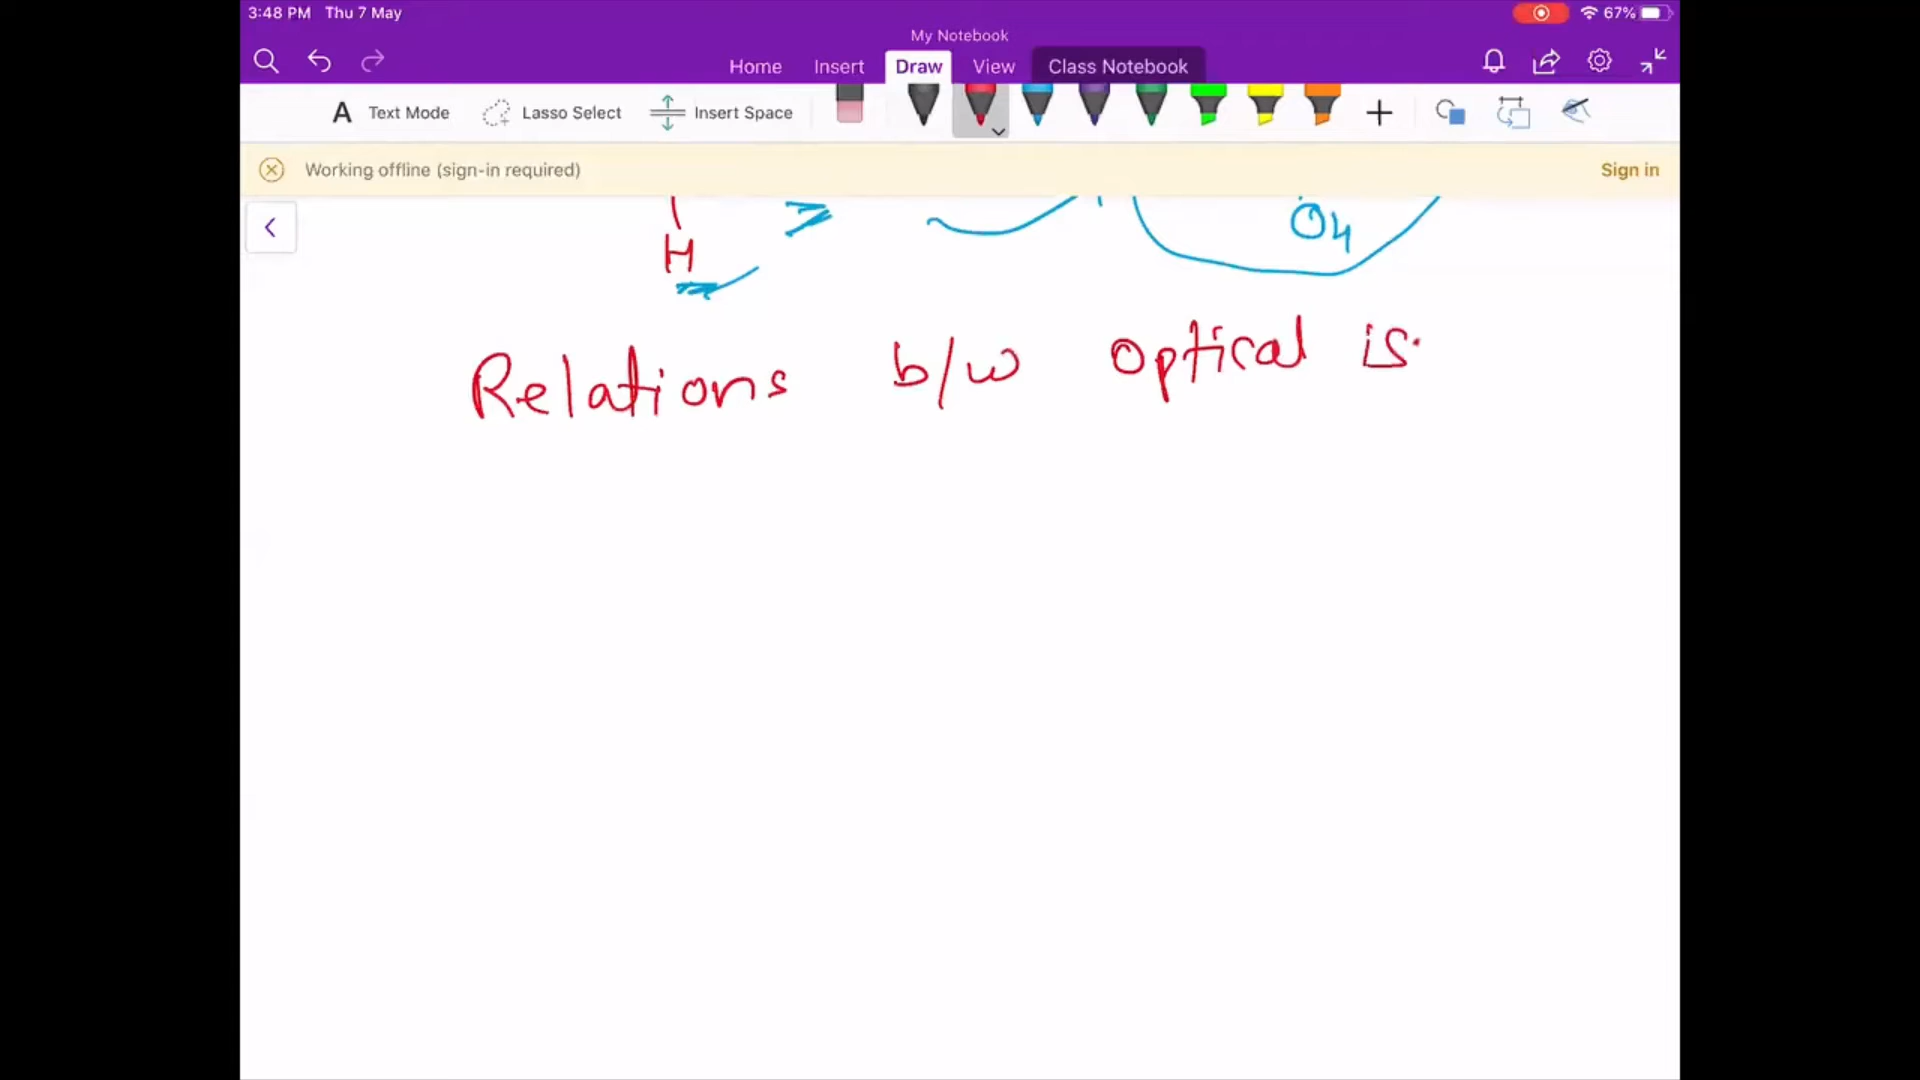 3:48 PM Thu 7 May
67%
My Notebook
Home Insert Draw View Class Notebook
A Text Mode Lasso Select Insert Space
Working offline (sign-in required) Sign in
H
OH
Relations b/w Optical is